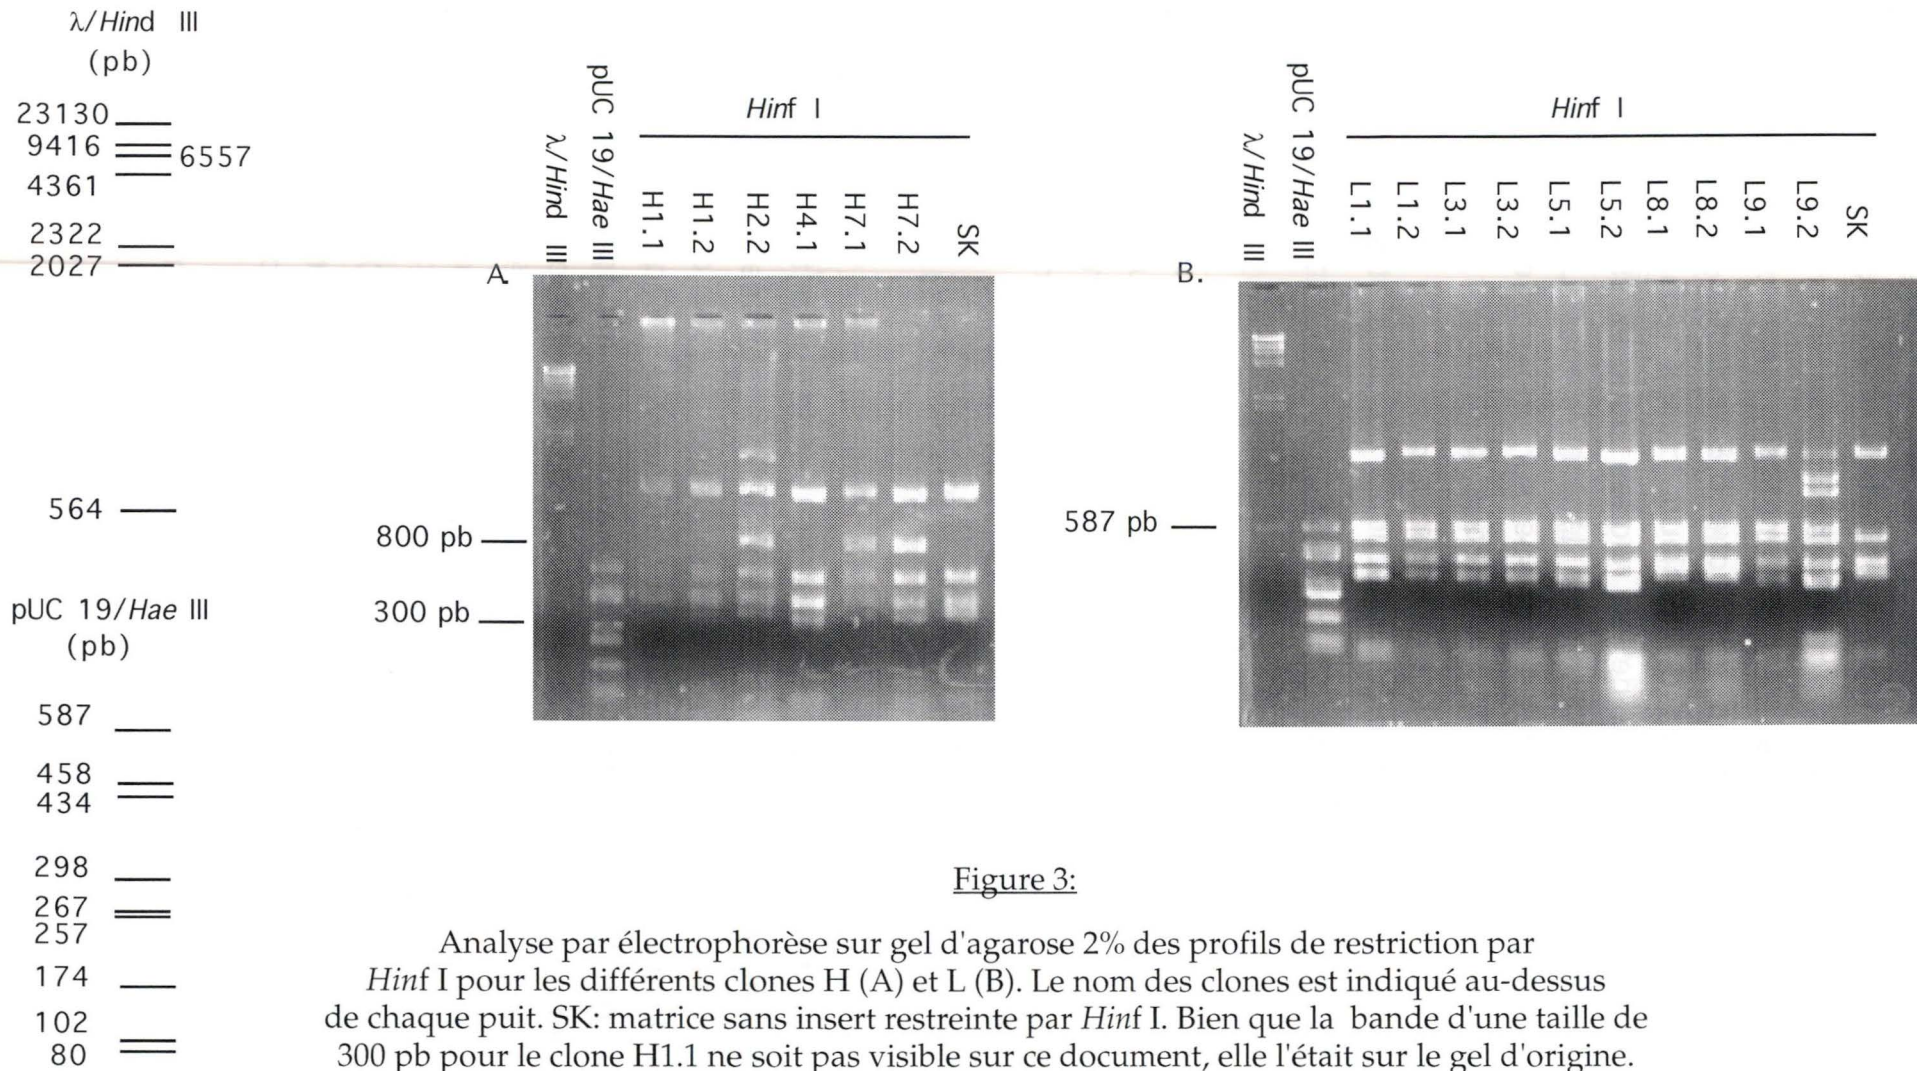 λ/Hind III
(pb)
23130
9416
6557
4361
2322
2027
564
pUC 19/Hae III
(pb)
587
458
434
298
267
257
174
102
80
λ/Hind III
pUC 19/Hae III
Hinf I
H1.1
H1.2
H2.2
H4.1
H7.1
H7.2
SK
A.
800 pb
300 pb
λ/Hind III
pUC 19/Hae III
Hinf I
L1.1
L1.2
L3.1
L3.2
L5.1
L5.2
L8.1
L8.2
L9.1
L9.2
SK
B.
587 pb
Figure 3:
Analyse par électrophorèse sur gel d'agarose 2% des profils de restriction par
Hinf I pour les différents clones H (A) et L (B). Le nom des clones est indiqué au-dessus
de chaque puit. SK: matrice sans insert restreinte par Hinf I. Bien que la bande d'une taille de
300 pb pour le clone H1.1 ne soit pas visible sur ce document, elle l'était sur le gel d'origine.